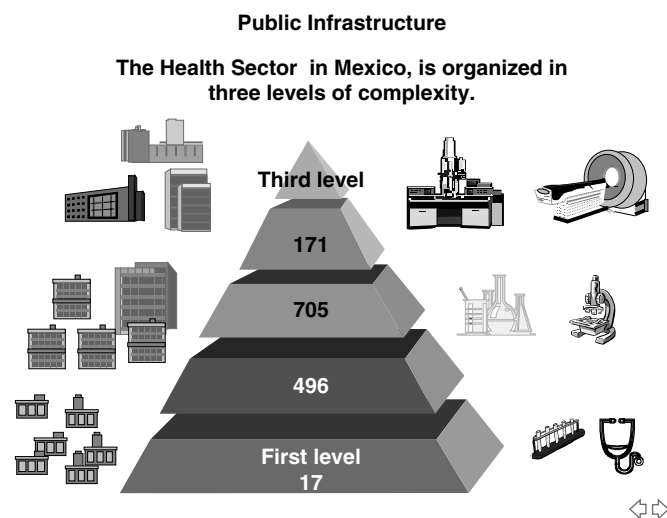 Public Infrastructure
The Health Sector in Mexico, is organized in
three levels of complexity.
Third level
171
705
496
First level
17